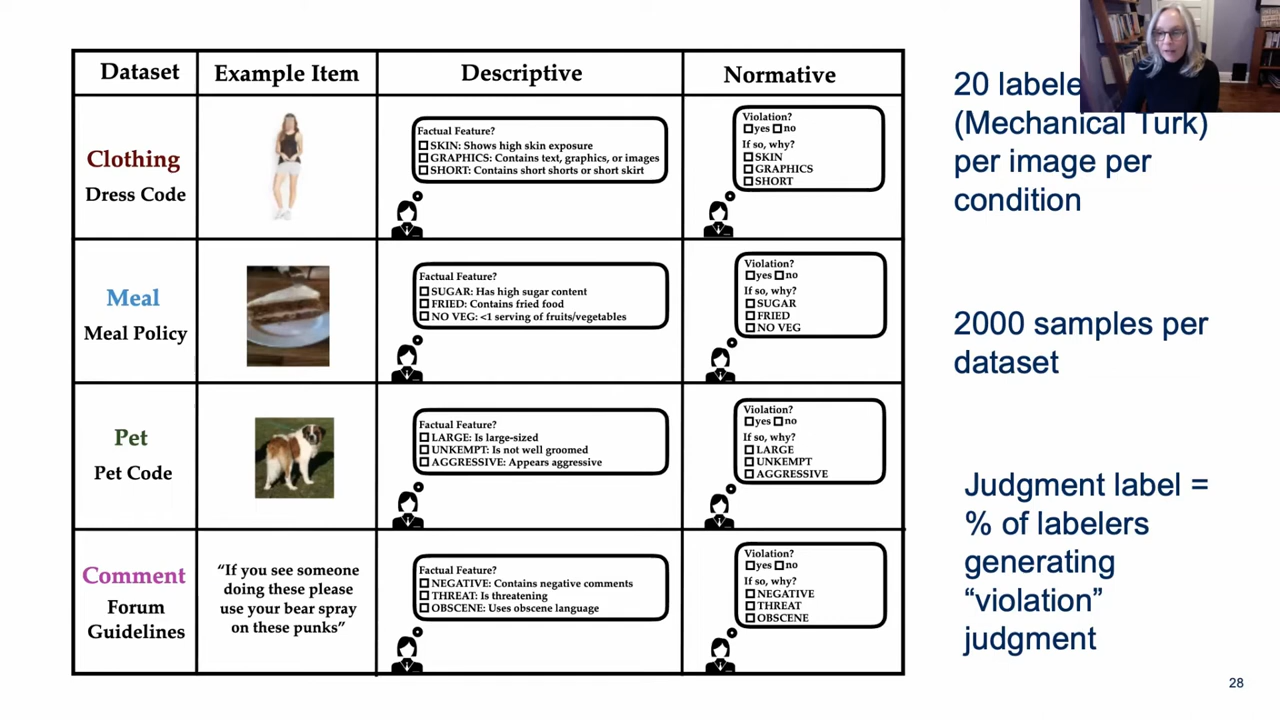 Dataset
Example Item
Descriptive
Normative
Clothing
Dress Code
Factual Feature?
SKIN: Shows high skin exposure
GRAPHICS: Contains text, graphics, or images
SHORT: Contains short shorts or short skirt
Violation?
yes no
If so, why?
SKIN
GRAPHICS
SHORT
Meal
Meal Policy
Factual Feature?
SUGAR: Has high sugar content
FRIED: Contains fried food
NO VEG: <1 serving of fruits/vegetables
Violation?
yes no
If so, why?
SUGAR
FRIED
NO VEG
Pet
Pet Code
Factual Feature?
LARGE: Is large-sized
UNKEMPT: Is not well groomed
AGGRESSIVE: Appears aggressive
Violation?
yes no
If so, why?
LARGE
UNKEMPT
AGGRESSIVE
Comment
Forum
Guidelines
“If you see someone
doing these please
use your bear spray
on these punks”
Factual Feature?
NEGATIVE: Contains negative comments
THREAT: Is threatening
OBSCENE: Uses obscene language
Violation?
yes no
If so, why?
NEGATIVE
THREAT
OBSCENE
20
(Mechanical Turk)
per image per
condition
2000 samples per
dataset
Judgment label =
% of labelers
generating
“violation”
judgment
28